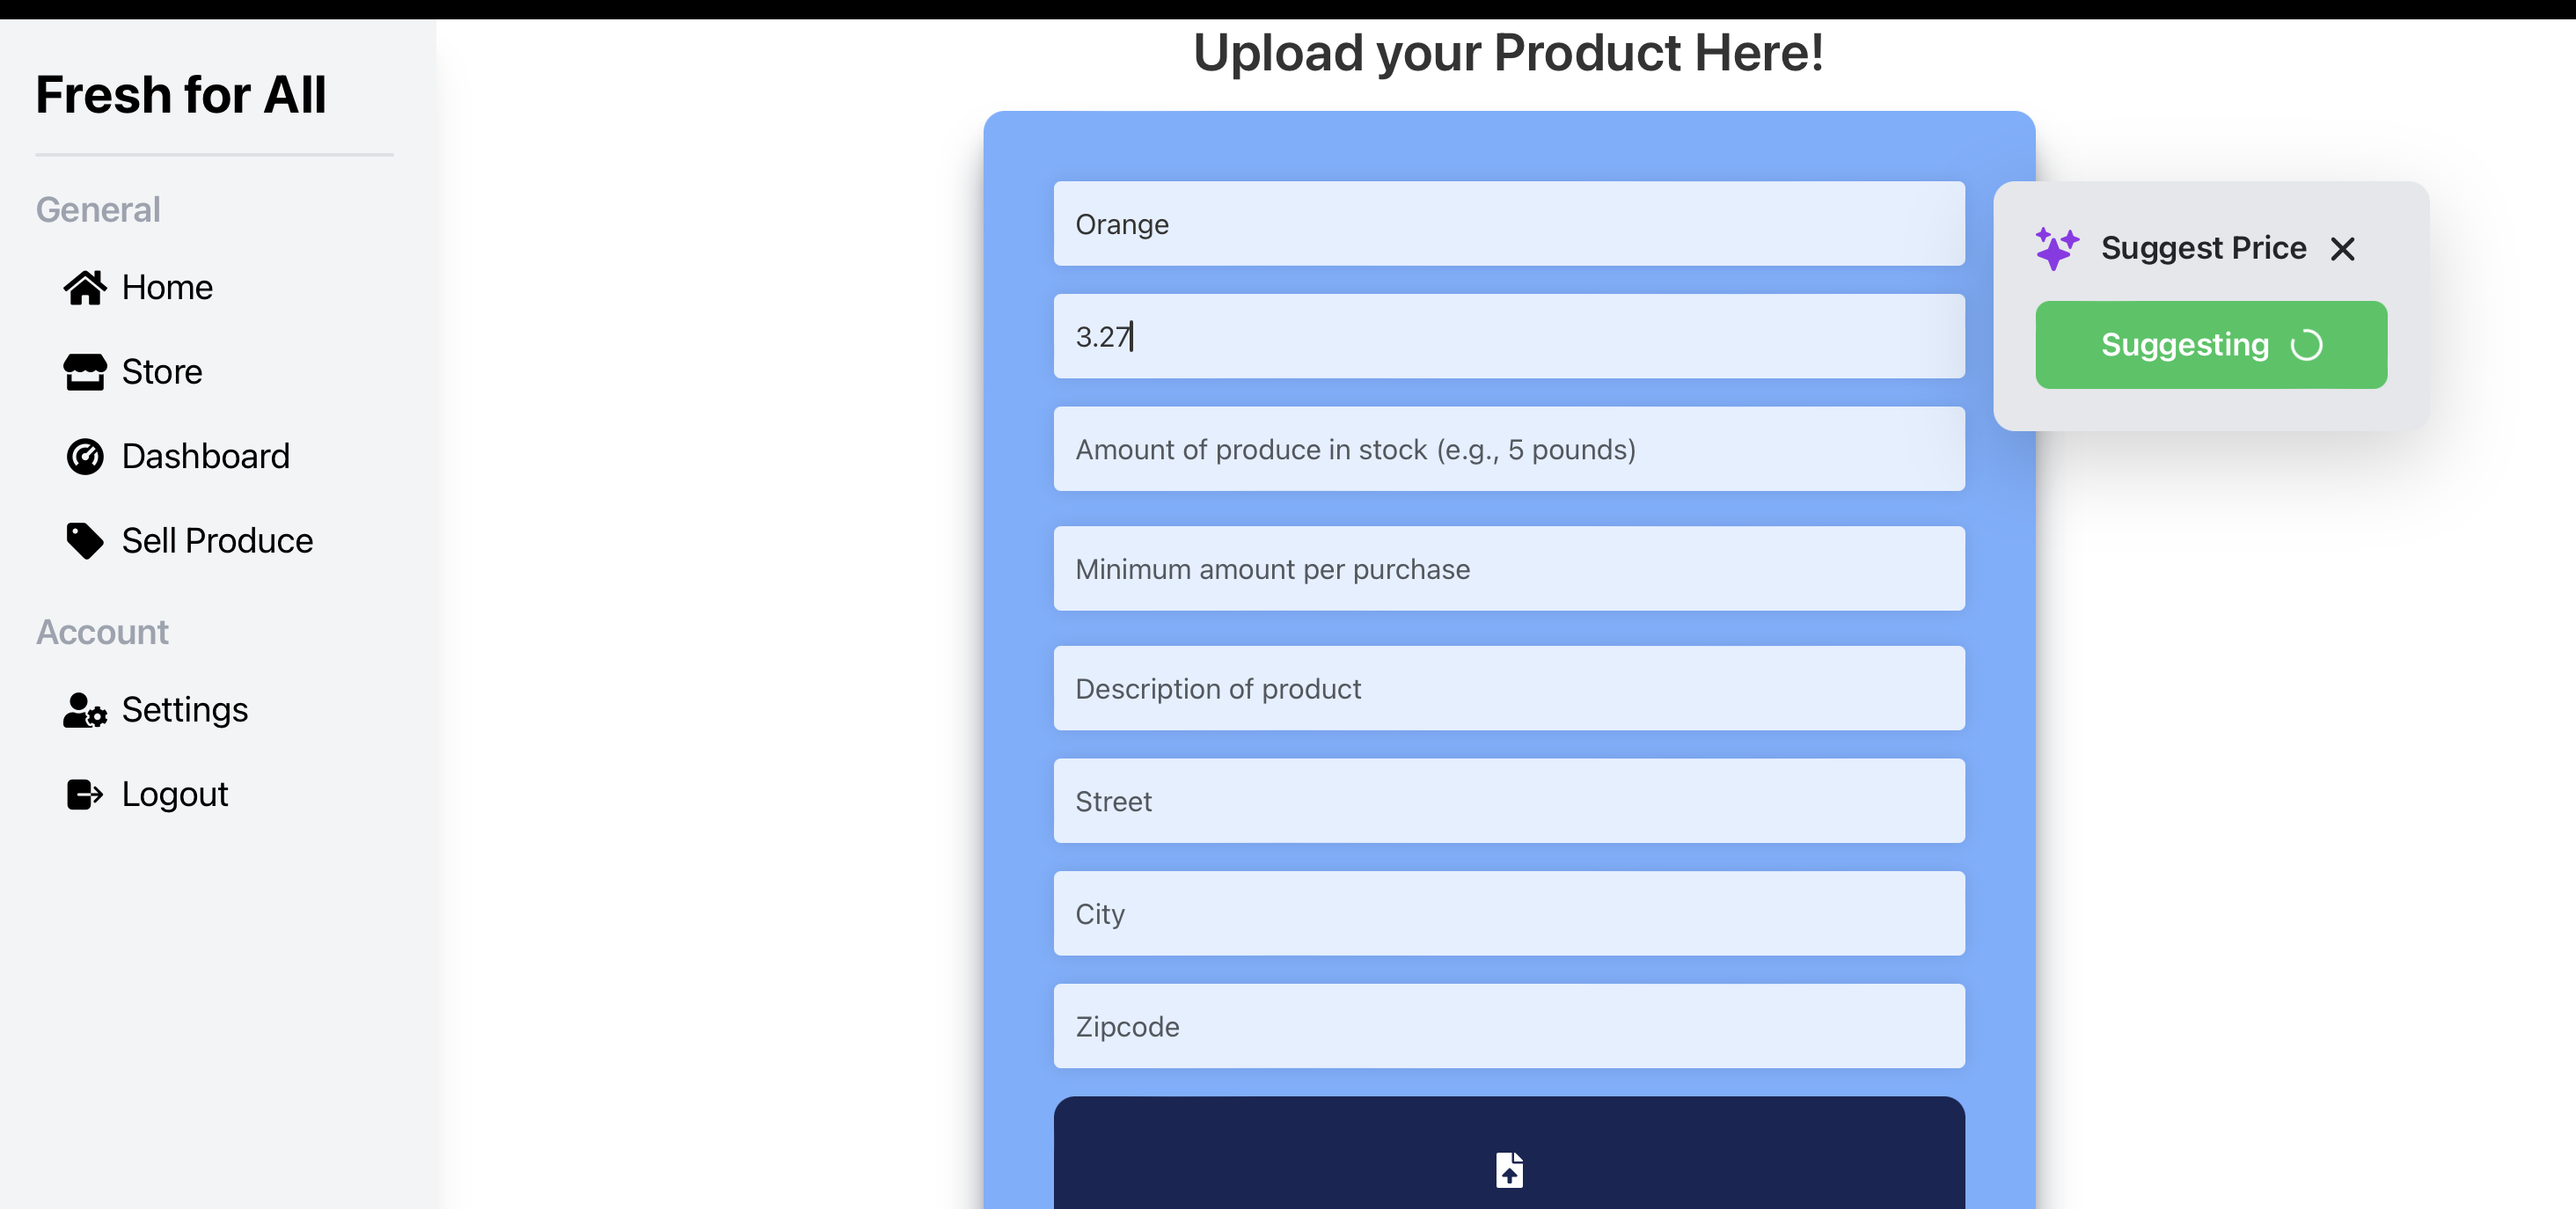 Fresh for All
General
Home
Store
Dashboard
Sell Produce
Account
Settings
Logout
Upload your Product Here!
Orange
3.27
Amount of produce in stock (e.g., 5 pounds)
Minimum amount per purchase
Description of product
Street
City
Zipcode
Suggest Price
Suggesting